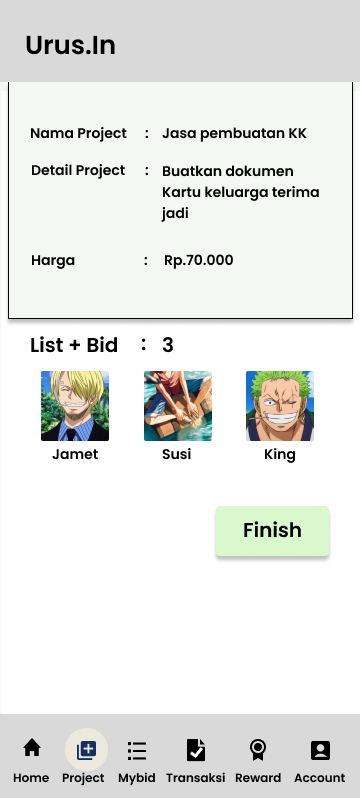 Urus.In
Nama Project : Jasa pembuatan KK
Detail Project : Buatkan dokumen
Kartu keluarga terima
jadi
Harga : Rp.70.000
List + Bid : 3
Jamet Susi King
Finish
Home Project Mybid Transaksi Reward Account